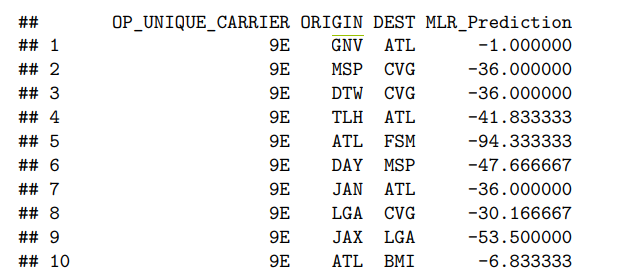 ## OP_UNIQUE_CARRIER ORIGIN DEST MLR_Prediction
## 1 9E GNV ATL -1.000000
## 2 9E MSP CVG -36.000000
## 3 9E DTW CVG -36.000000
## 4 9E TLH ATL -41.833333
## 5 9E ATL FSM -94.333333
## 6 9E DAY MSP -47.666667
## 7 9E JAN ATL -36.000000
## 8 9E LGA CVG -30.166667
## 9 9E JAX LGA -53.500000
## 10 9E ATL BMI -6.833333